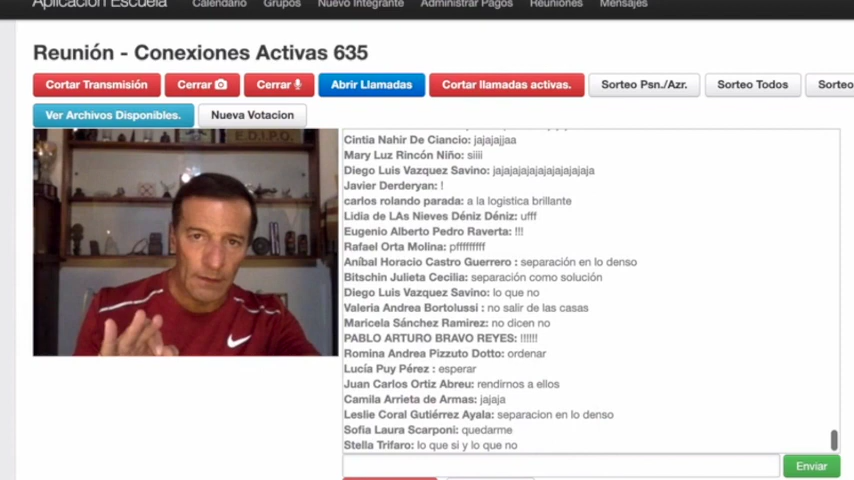 Aplicación Escuela Calendario Grupos Nuevo Integrante Administrar Pagos Reuniones Mensajes
Reunión - Conexiones Activas 635
Cortar Transmisión Cerrar Cerrar Abrir Llamadas Cortar llamadas activas. Sorteo Psn./Azr. Sorteo Todos Sorteo
Ver Archivos Disponibles. Nueva Votacion
E.D.I.P.O.
Cintia Nahir De Ciancio: jajajajjaa
Mary Luz Rincón Niño: siiii
Diego Luis Vazquez Savino: jajajajajajajajajajajaja
Javier Derderyan: !
carlos rolando parada: a la logistica brillante
Lidia de LAs Nieves Déniz Déniz: ufff
Eugenio Alberto Pedro Raverta: !!!
Rafael Orta Molina: pfffffffff
Aníbal Horacio Castro Guerrero : separación en lo denso
Bitschin Julieta Cecilia: separación como solución
Diego Luis Vazquez Savino: lo que no
Valeria Andrea Bortolussi : no salir de las casas
Maricela Sánchez Ramirez: no dicen no
PABLO ARTURO BRAVO REYES: !!!!!!
Romina Andrea Pizzuto Dotto: ordenar
Lucía Puy Pérez : esperar
Juan Carlos Ortiz Abreu: rendirnos a ellos
Camila Arrieta de Armas: jajaja
Leslie Coral Gutiérrez Ayala: separacion en lo denso
Sofia Laura Scarponi: quedarme
Stella Trifaro: lo que si y lo que no
Enviar